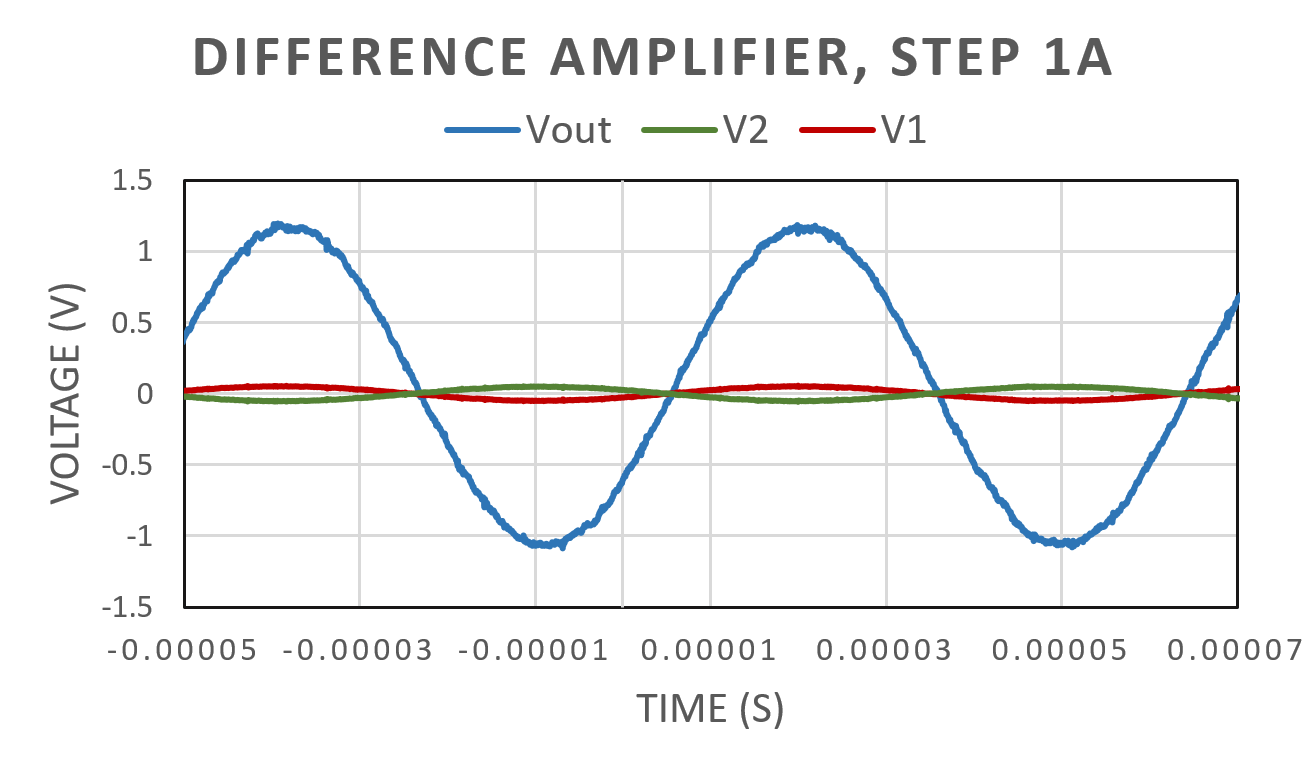 DIFFERENCE AMPLIFIER, STEP 1A
Vout V2 V1
1.5
1
0.5
0
-0.5
-1
-1.5
VOLTAGE (V)
-0.00005 -0.00003 -0.00001 0.00001 0.00003 0.00005 0.00007
TIME (S)